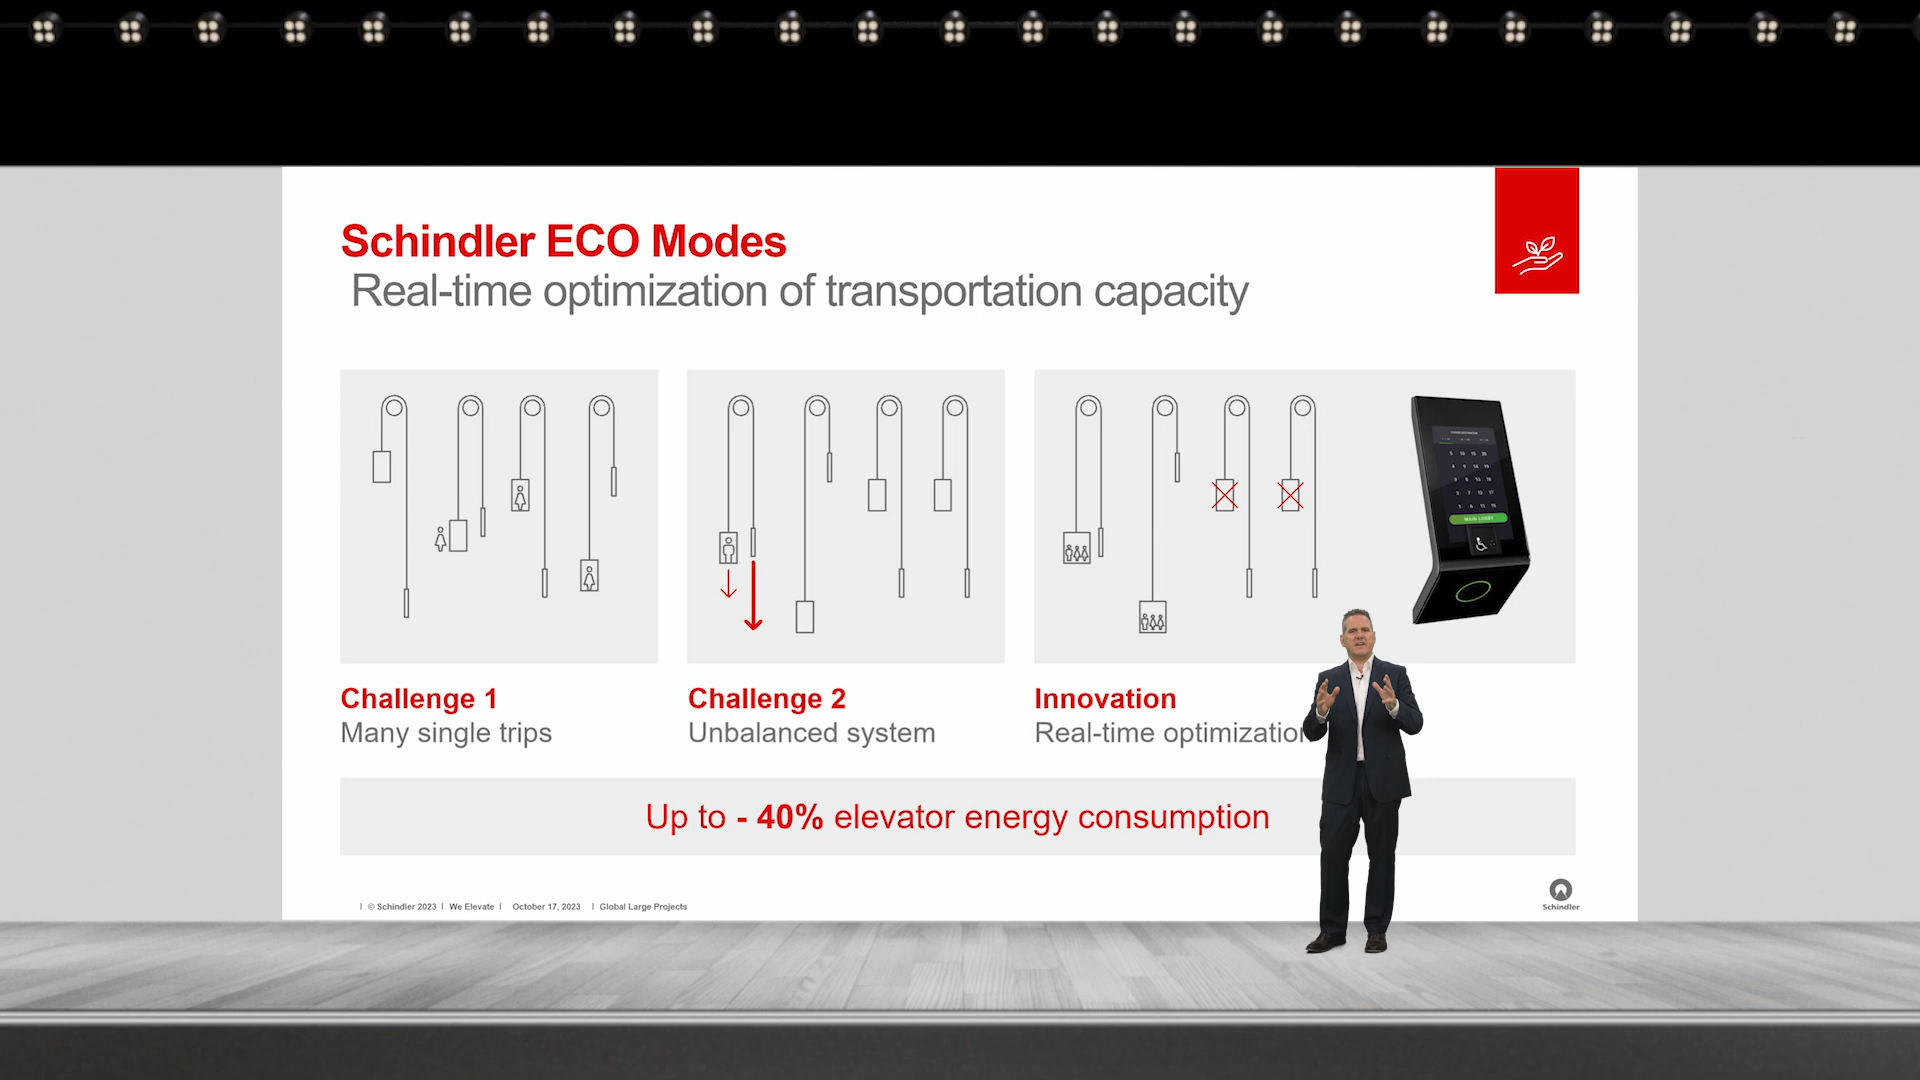 Schindler ECO Modes
Real-time optimization of transportation capacity
MAIN LOBBY
Challenge 1
Many single trips
Challenge 2
Unbalanced system
Innovation
Real-time optimization
Up to - 40% elevator energy consumption
| © Schindler 2023 | We Elevate | October 17, 2023 | Global Large Projects
Schindler